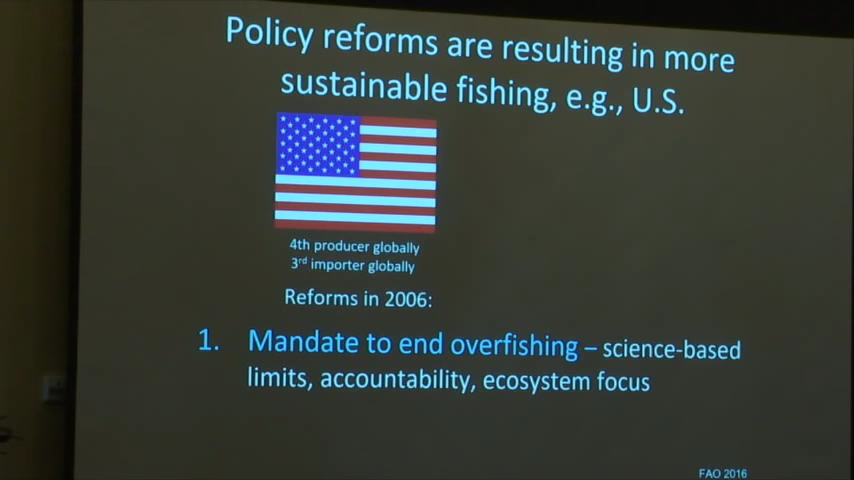 Policy reforms are resulting in more
sustainable fishing, e.g., U.S.
4th producer globally
3rd importer globally
Reforms in 2006:
1. Mandate to end overfishing – science-based
limits, accountability, ecosystem focus
FAO 2016